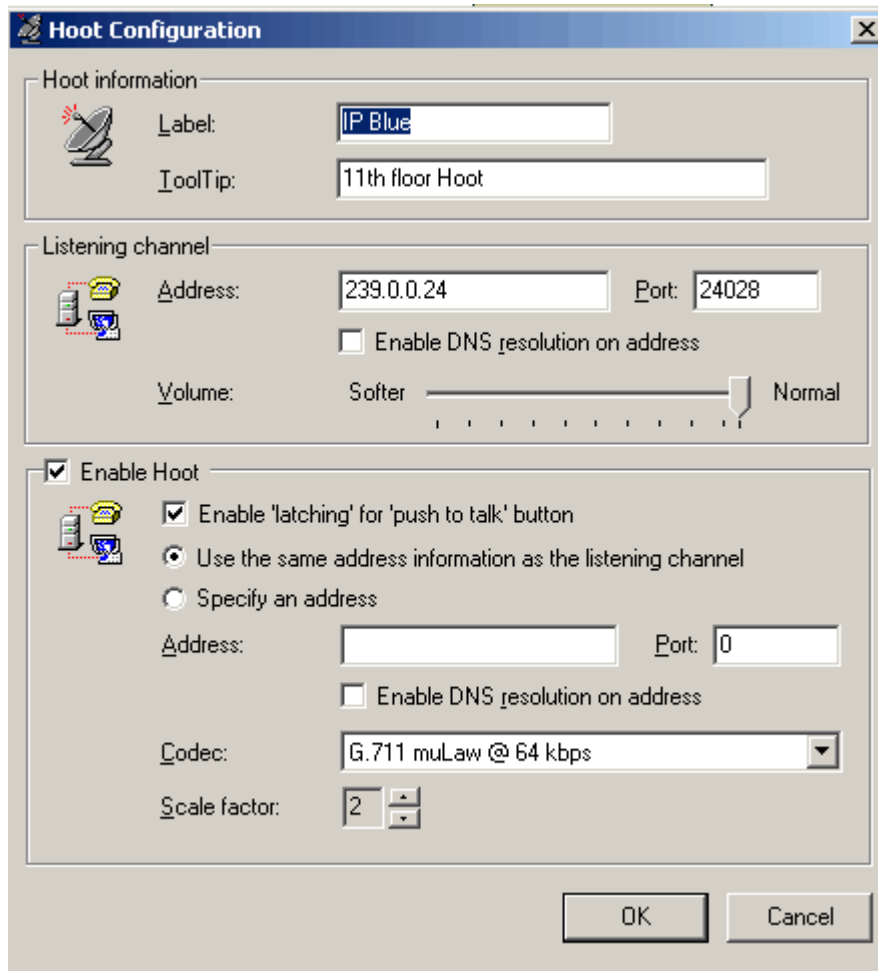 Hoot Configuration
Hoot information
Label: IP Blue
ToolTip: 11th floor Hoot
Listening channel
Address: 239.0.0.24 Port: 24028
Enable DNS resolution on address
Volume: Softer Normal
Enable Hoot
Enable 'latching' for 'push to talk' button
Use the same address information as the listening channel
Specify an address
Address: Port: 0
Enable DNS resolution on address
Codec: G.711 muLaw @ 64 kbps
Scale factor: 2
OK Cancel